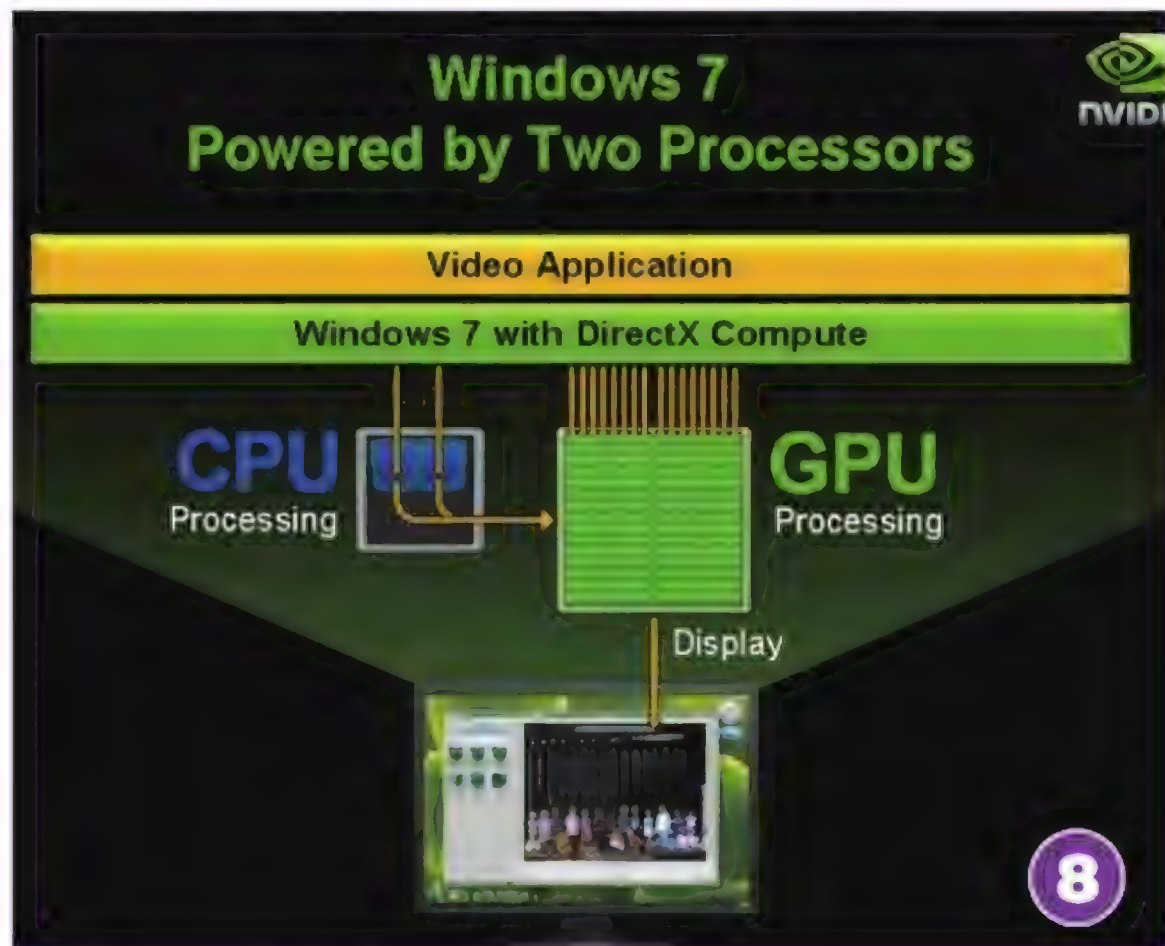 Windows 7
Powered by Two Processors
NVIDI
Video Application
Windows 7 with DirectX Compute
CPU
Processing
GPU
Processing
Display
8